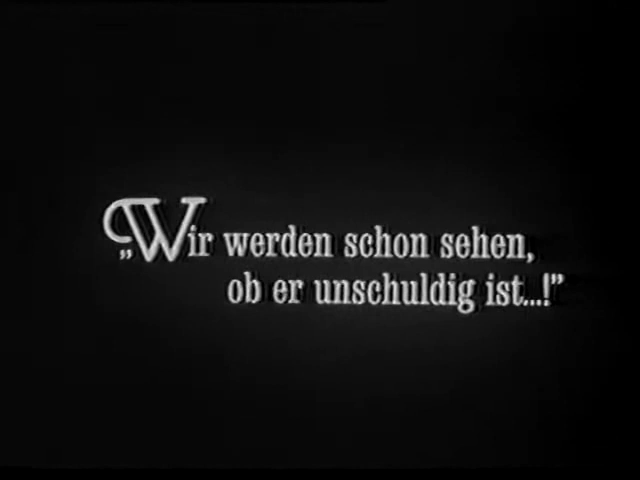 „Wir werden schon sehen,
ob er unschuldig ist...!”